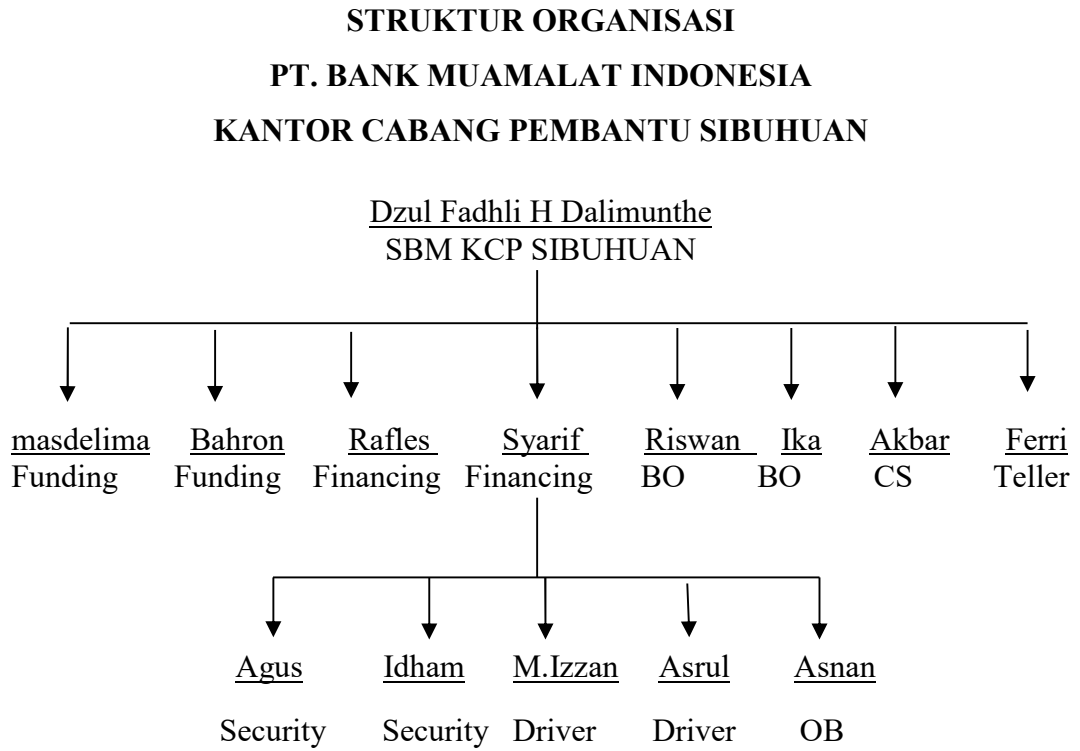 STRUKTUR ORGANISASI
PT. BANK MUAMALAT INDONESIA
KANTOR CABANG PEMBANTU SIBUHUAN
Dzul Fadhli H Dalimunthe
SBM KCP SIBUHUAN
masdelima Bahron Rafles Syarif Riswan Ika Akbar Ferri
Funding Funding Financing Financing BO BO CS Teller
Agus Idham M.Izzan Asrul Asnan
Security Security Driver Driver OB